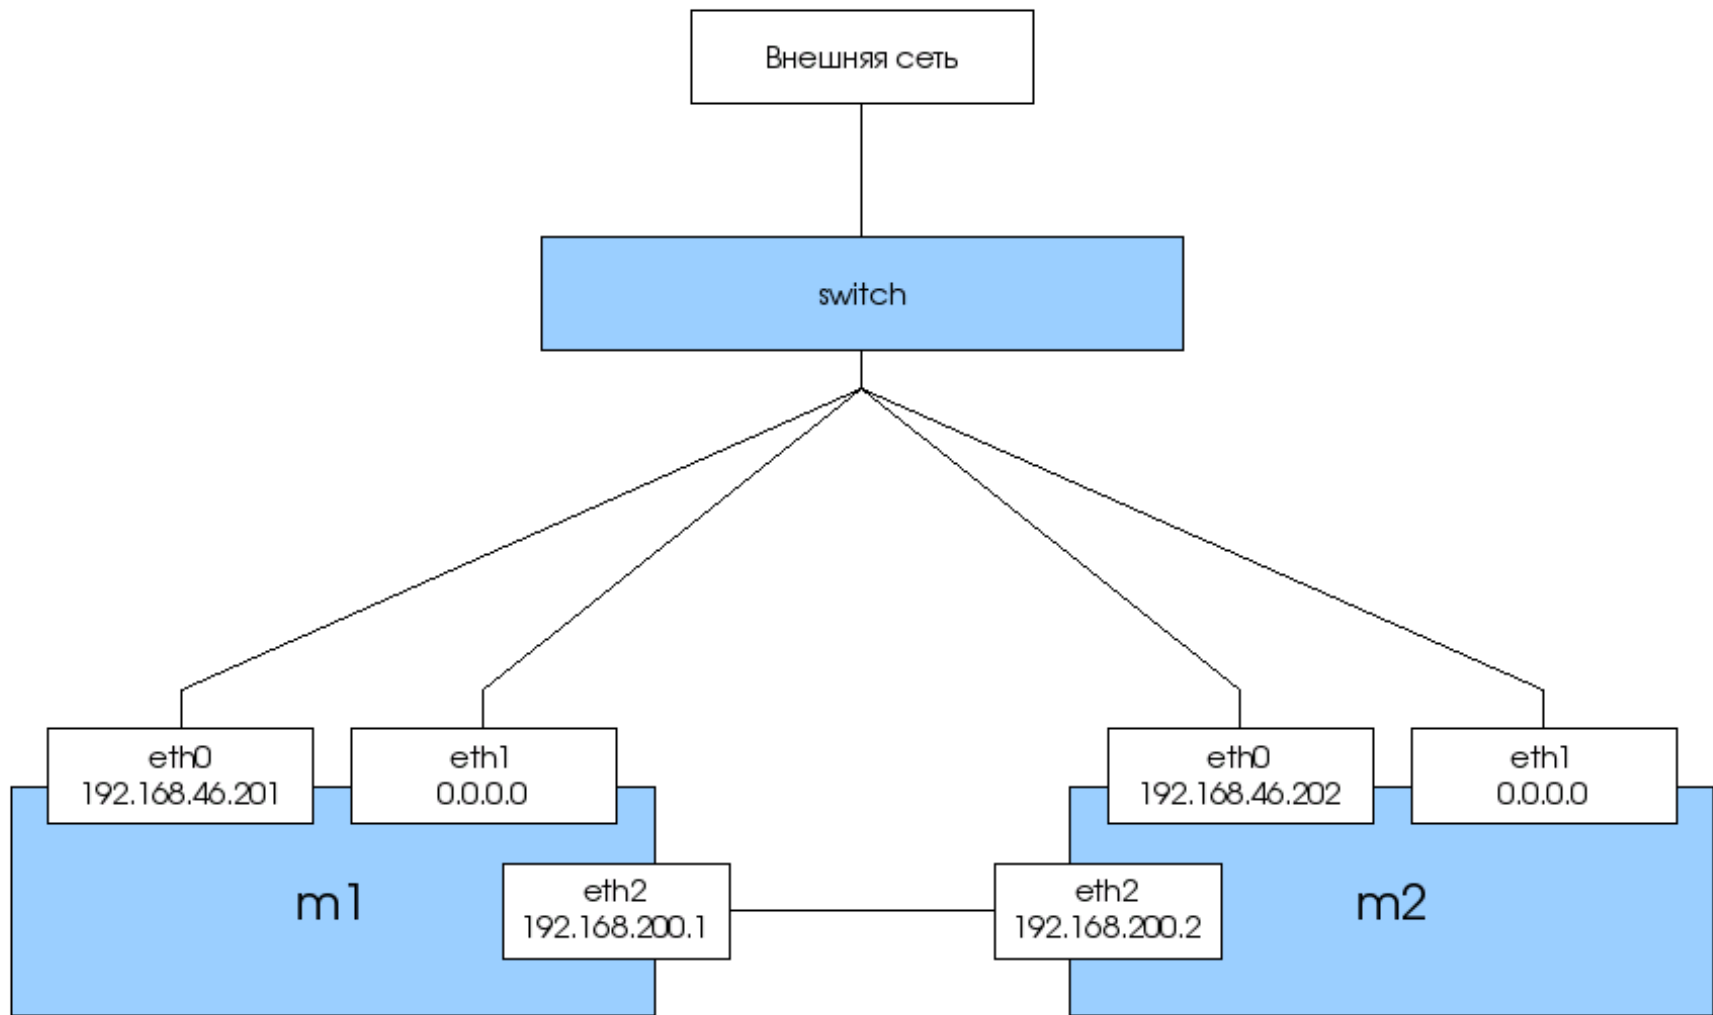 Внешняя сеть
switch
eth0
192.168.46.201
eth1
0.0.0.0
eth0
192.168.46.202
eth1
0.0.0.0
m1
eth2
192.168.200.1
eth2
192.168.200.2
m2